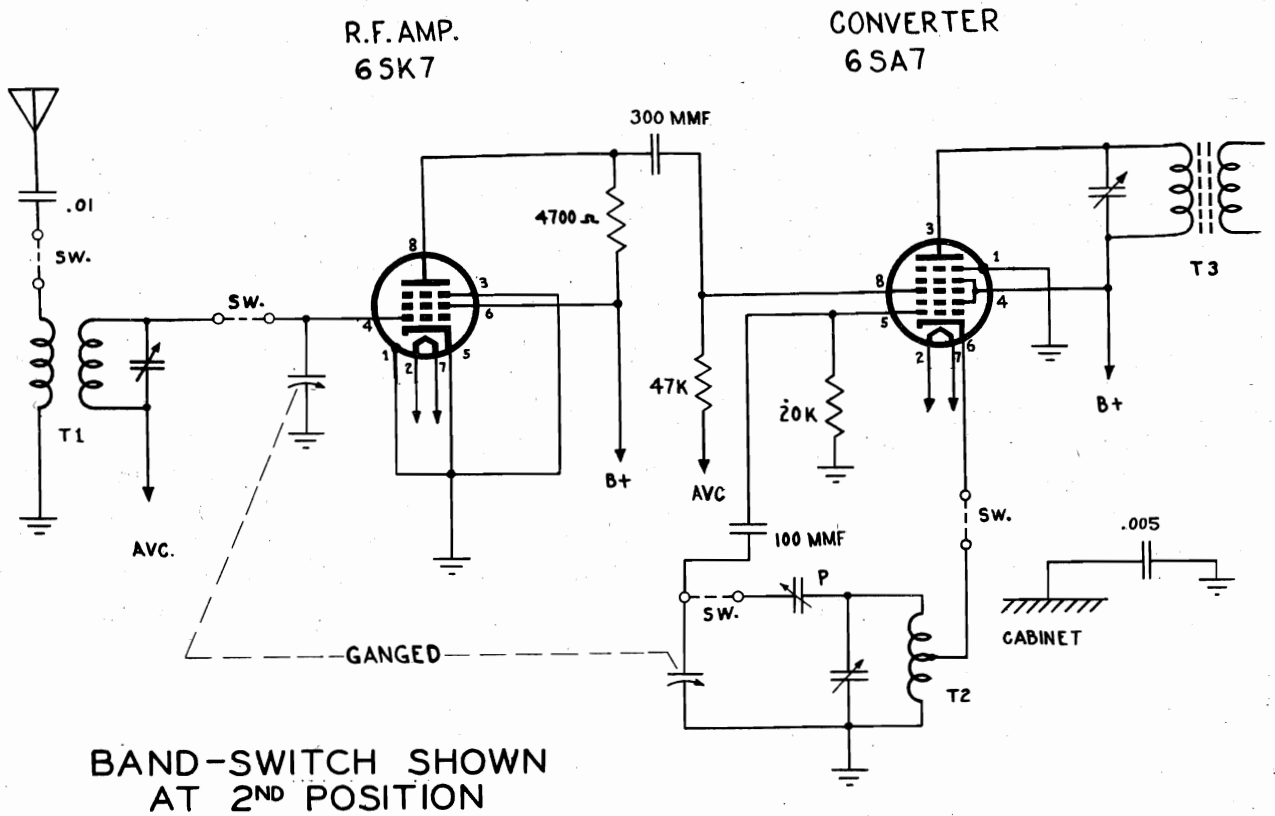 R.F. AMP.
6SK7
CONVERTER
6SA7
300 MMF
.01
SW.
4700 Ω
8
3
6
4
1
2
7
5
SW.
T1
AVC.
B+
47K
AVC
3
1
8
4
5
2
7
6
20K
T3
B+
100 MMF
SW.
P
SW.
T2
.005
CABINET
GANGED
BAND-SWITCH SHOWN
AT 2ND POSITION